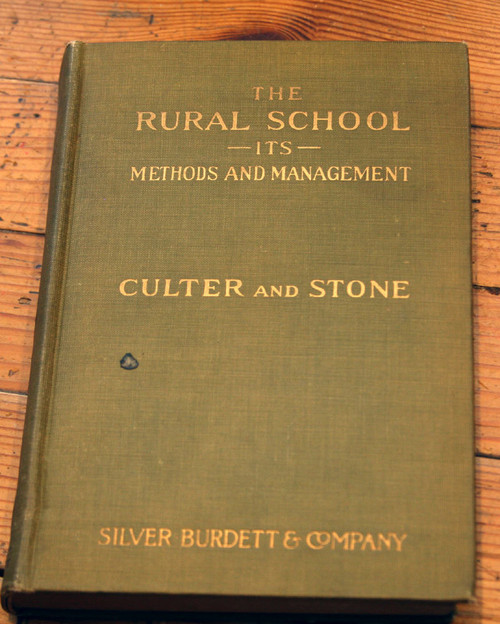 THE
RURAL SCHOOL
—ITS—
METHODS AND MANAGEMENT
CULTER AND STONE
SILVER BURDETT & COMPANY